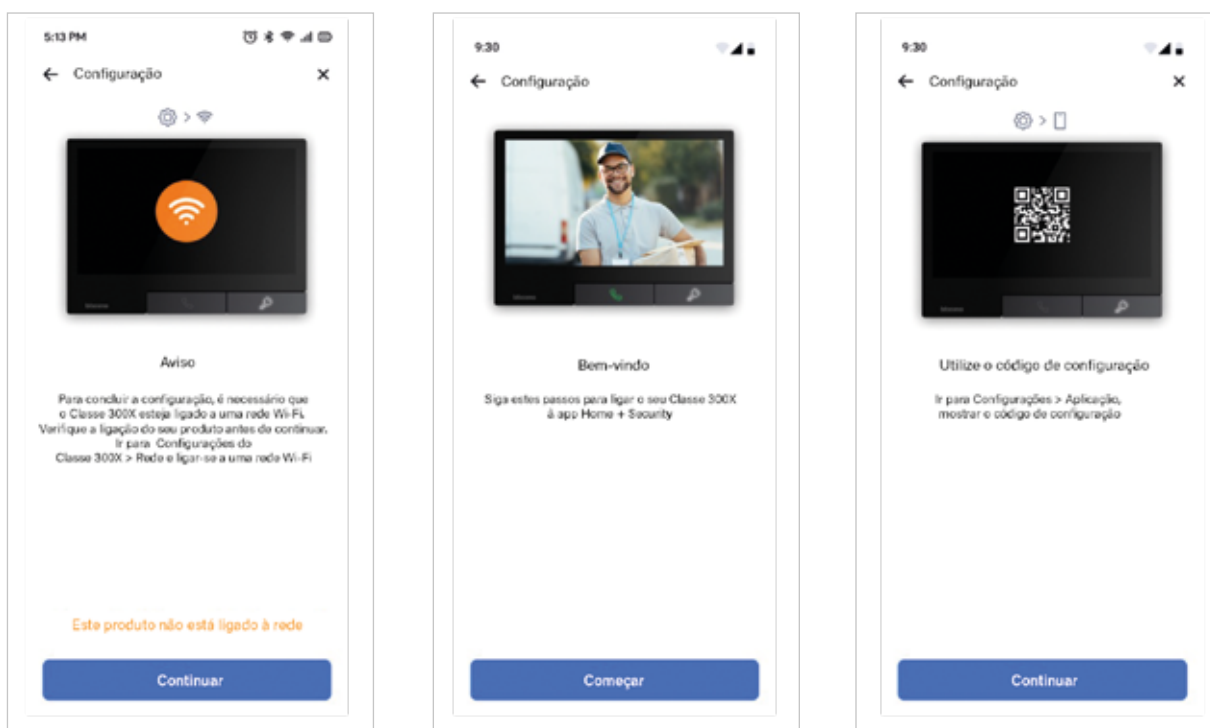 5:13 PM
Configuração
Aviso
Para concluir a configuração, é necessário que
o Classe 300X esteja ligado a uma rede Wi-Fi.
Verifique a ligação do seu produto antes de continuar.
Ir para Configurações do
Classe 300X > Rede e ligar-se a uma rede Wi-Fi
Este produto não está ligado à rede
Continuar
9:30
Configuração
Bem-vindo
Siga estes passos para ligar o seu Classe 300X
à app Home + Security
Começar
9:30
Configuração
Utilize o código de configuração
Ir para Configurações > Aplicação,
mostrar o código de configuração
Continuar